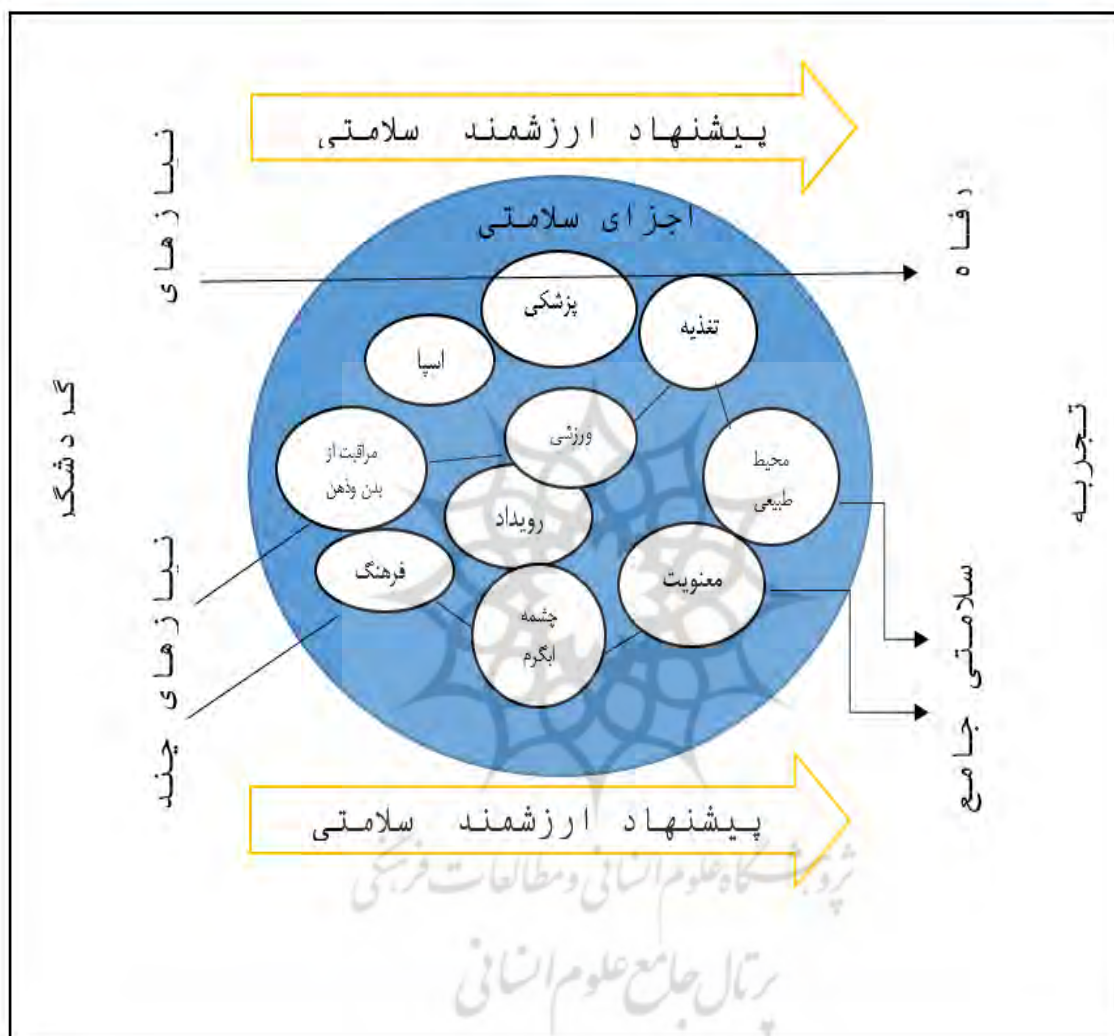 پیشنهاد ارزشمند سلامتی
نیازهای
رفاه
اجزای سلامتی
پزشکی
تغذیه
اسپا
گردشگر
تجربه
ورزشی
مراقبت از
بدن وذهن
محیط
طبیعی
رویداد
نیازهای چند
فرهنگ
معنویت
سلامتی جامع
چشمه
ابگرم
پیشنهاد ارزشمند سلامتی
پژوهشگاه علوم انسانی و مطالعات فرهنگی
پرتال جامع علوم انسانی